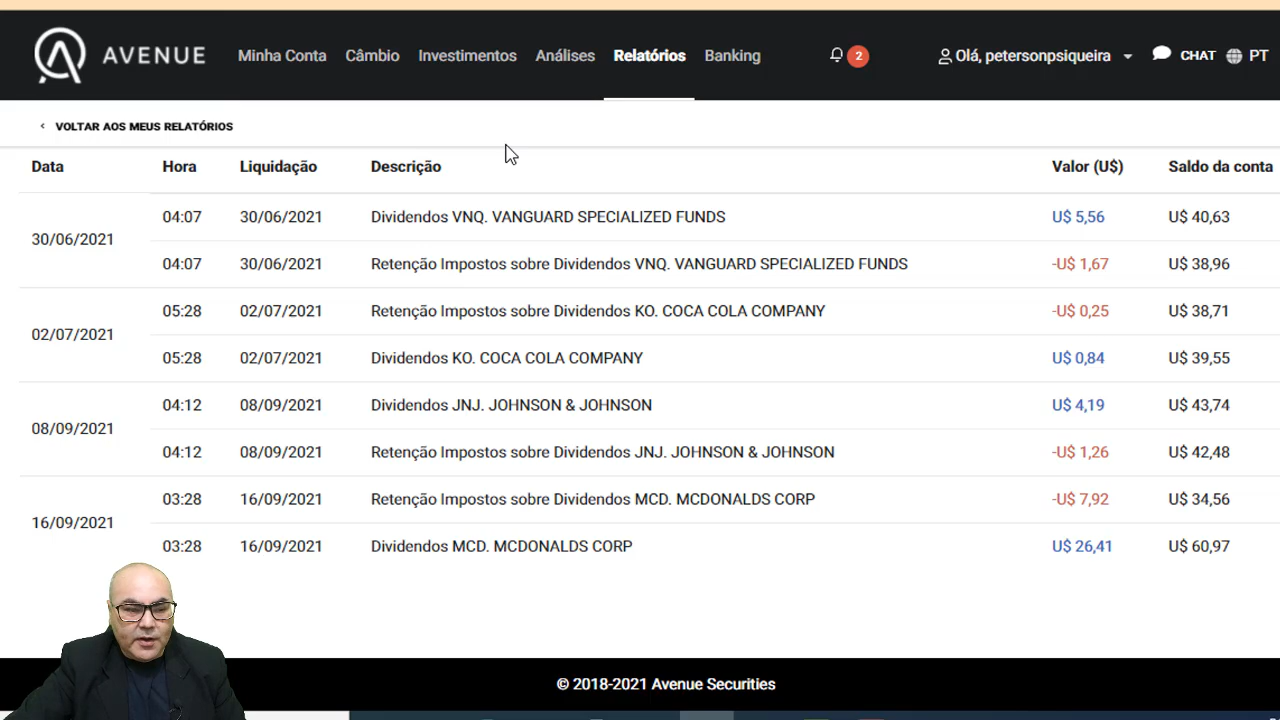 AVENUE Minha Conta Câmbio Investimentos Análises Relatórios Banking 2 Olá, petersonpsiqueira CHAT PT
‹ VOLTAR AOS MEUS RELATÓRIOS
Data Hora Liquidação Descrição Valor (U$) Saldo da conta
30/06/2021
04:07 30/06/2021 Dividendos VNQ. VANGUARD SPECIALIZED FUNDS U$ 5,56 U$ 40,63
04:07 30/06/2021 Retenção Impostos sobre Dividendos VNQ. VANGUARD SPECIALIZED FUNDS -U$ 1,67 U$ 38,96
02/07/2021
05:28 02/07/2021 Retenção Impostos sobre Dividendos KO. COCA COLA COMPANY -U$ 0,25 U$ 38,71
05:28 02/07/2021 Dividendos KO. COCA COLA COMPANY U$ 0,84 U$ 39,55
08/09/2021
04:12 08/09/2021 Dividendos JNJ. JOHNSON & JOHNSON U$ 4,19 U$ 43,74
04:12 08/09/2021 Retenção Impostos sobre Dividendos JNJ. JOHNSON & JOHNSON -U$ 1,26 U$ 42,48
16/09/2021
03:28 16/09/2021 Retenção Impostos sobre Dividendos MCD. MCDONALDS CORP -U$ 7,92 U$ 34,56
03:28 16/09/2021 Dividendos MCD. MCDONALDS CORP U$ 26,41 U$ 60,97
© 2018-2021 Avenue Securities